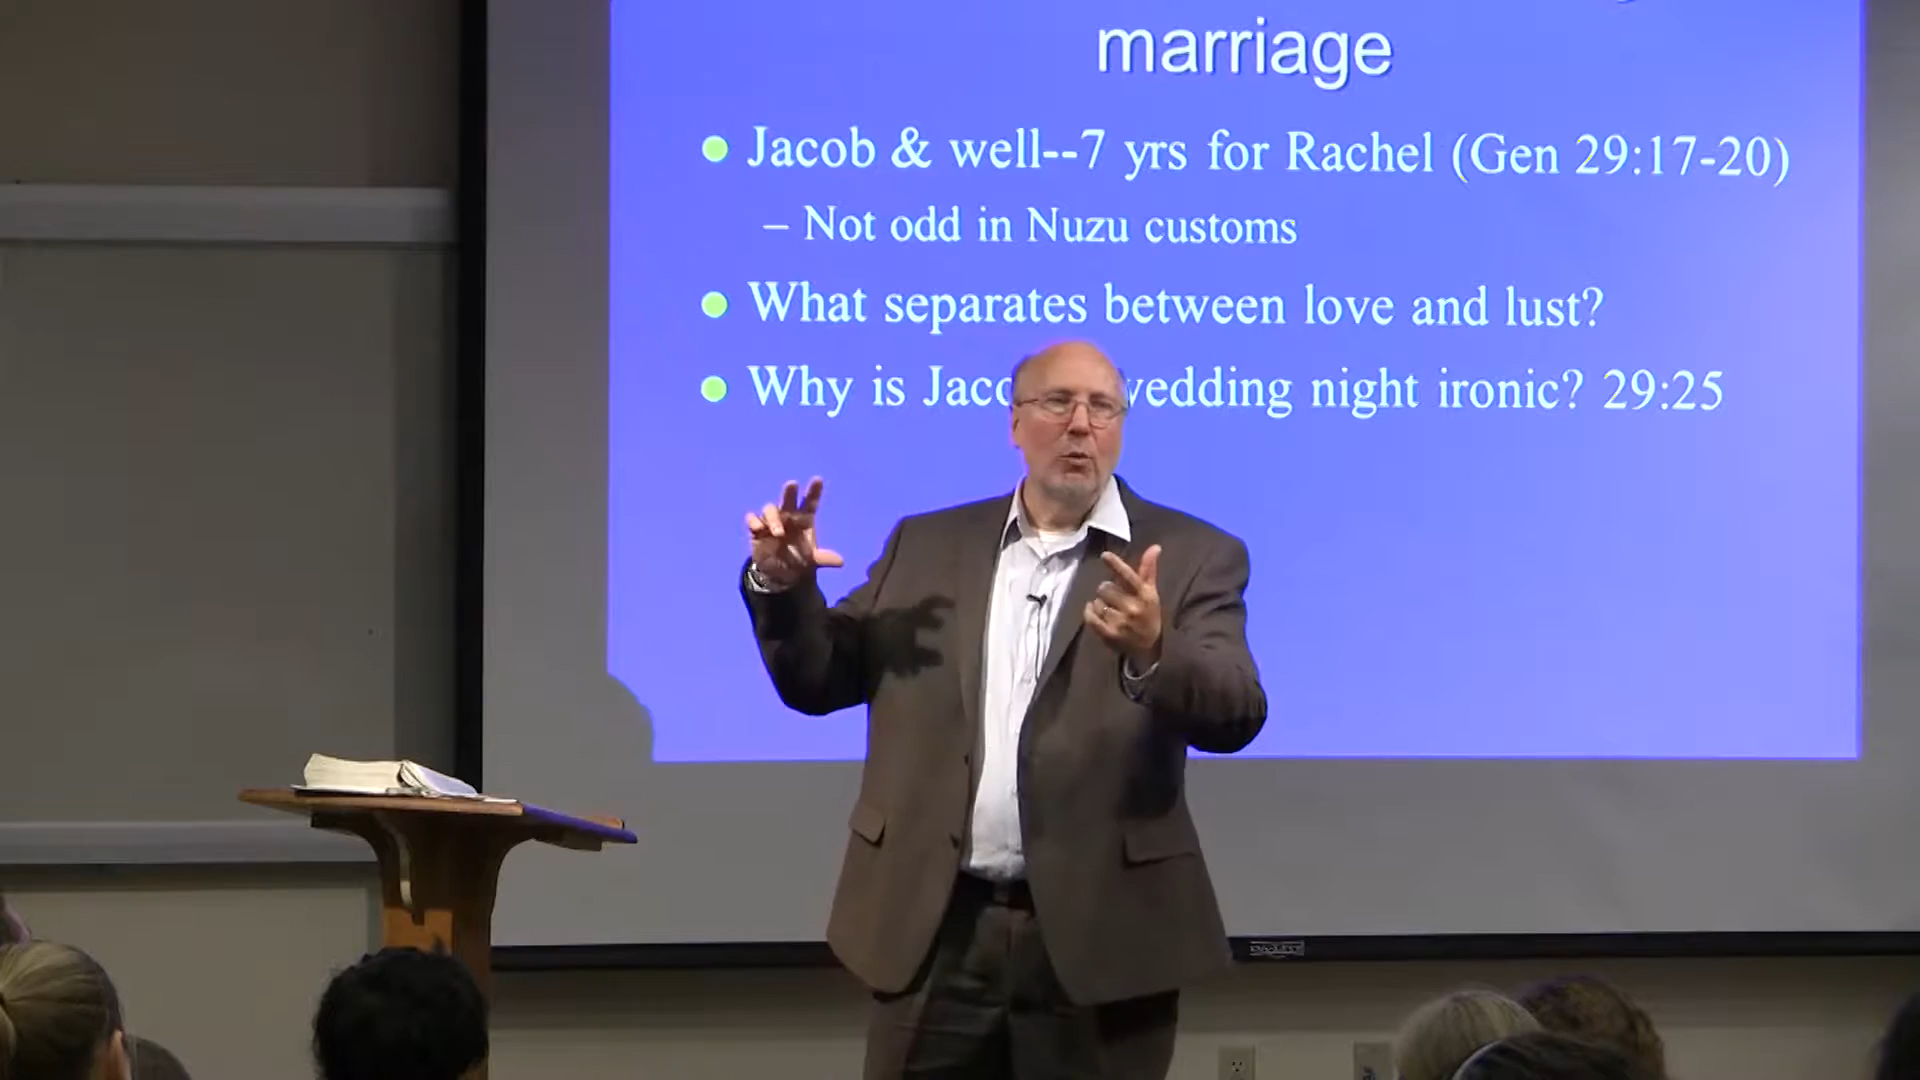 marriage
Jacob & well--7 yrs for Rachel (Gen 29:17-20)
– Not odd in Nuzu customs
What separates between love and lust?
Why is wedding night ironic? 29:25